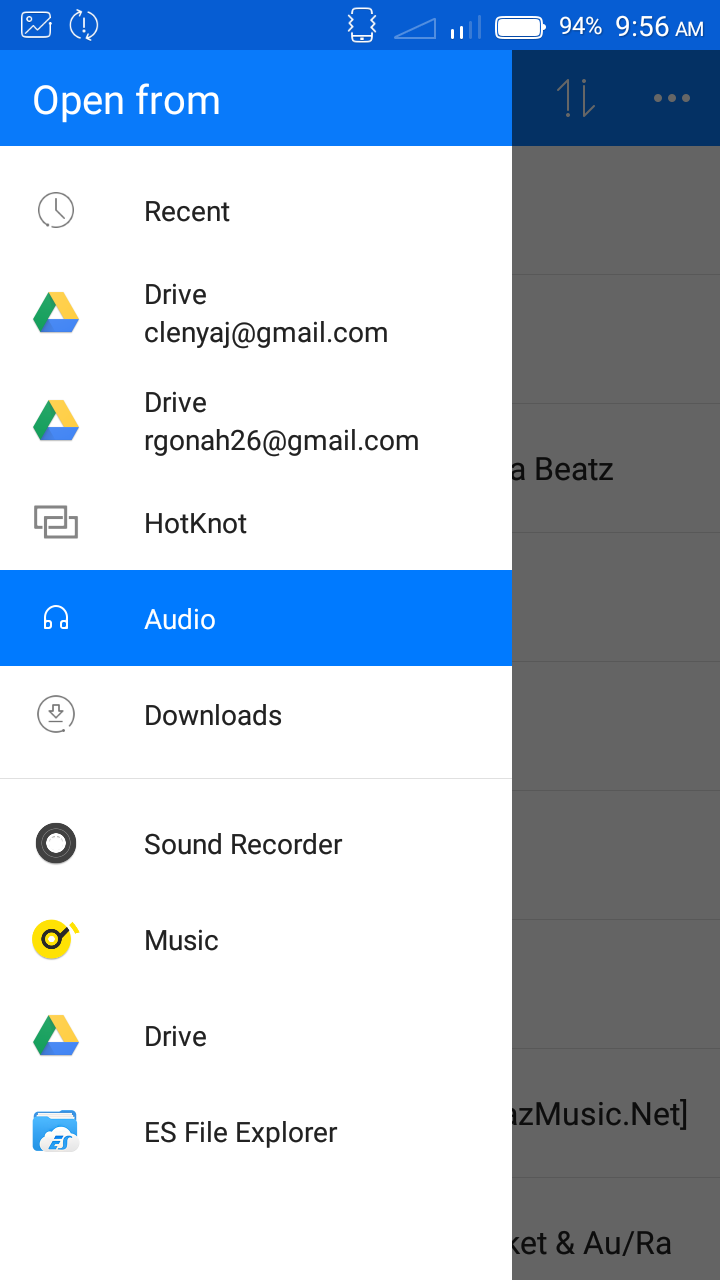 94% 9:56 AM
Open from
Recent
Drive
clenyaj@gmail.com
Drive
rgonah26@gmail.com
a Beatz
HotKnot
Audio
Downloads
Sound Recorder
Music
Drive
azMusic.Net]
ES File Explorer
ket & Au/Ra